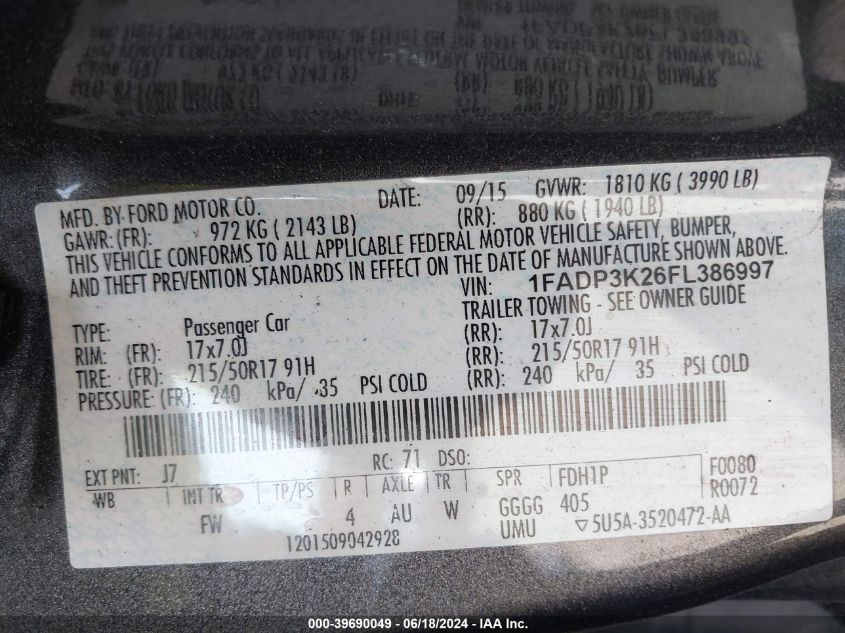 MFD. BY FORD MOTOR CO. DATE: 09/15 GVWR: 1810 KG ( 3990 LB)
GAWR: (FR): 972 KG ( 2143 LB) (RR): 880 KG ( 1940 LB)
THIS VEHICLE CONFORMS TO ALL APPLICABLE FEDERAL MOTOR VEHICLE SAFETY, BUMPER,
AND THEFT PREVENTION STANDARDS IN EFFECT ON THE DATE OF MANUFACTURE SHOWN ABOVE.
VIN: 1FADP3K26FL386997
TRAILER TOWING - SEE OWNER GUIDE
TYPE: Passenger Car
RIM: (FR): 17x7.0J (RR): 17x7.0J
TIRE: (FR): 215/50R17 91H (RR): 215/50R17 91H
PRESSURE: (FR): 240 kPa/ 35 PSI COLD (RR): 240 kPa/ 35 PSI COLD
EXT PNT: J7 RC: 71 DSO:
WB INT TR TP/PS R AXLE TR SPR FDH1P F0080
FW 4 AU W GGGG 405 R0072
UMU ▽5U5A-3520472-AA
1201509042928
000-39690049 - 06/18/2024 - IAA Inc.